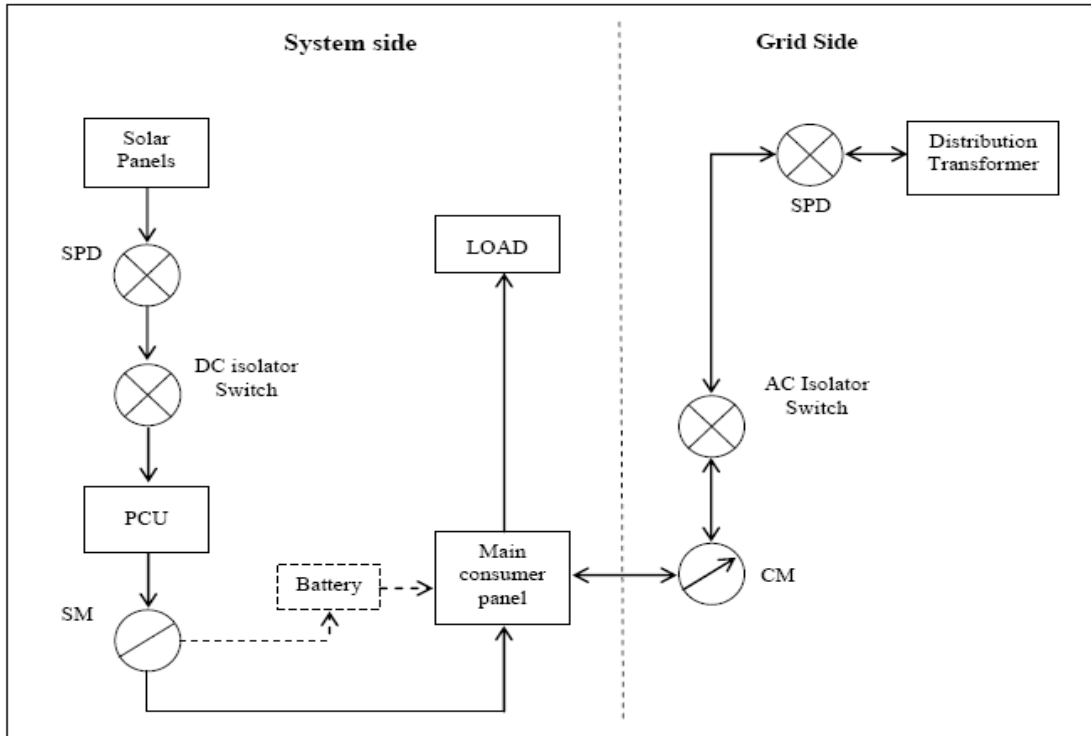 System side
Grid Side
Solar
Panels
SPD
DC isolator
Switch
PCU
SM
Battery
LOAD
Main
consumer
panel
SPD
Distribution
Transformer
AC Isolator
Switch
CM